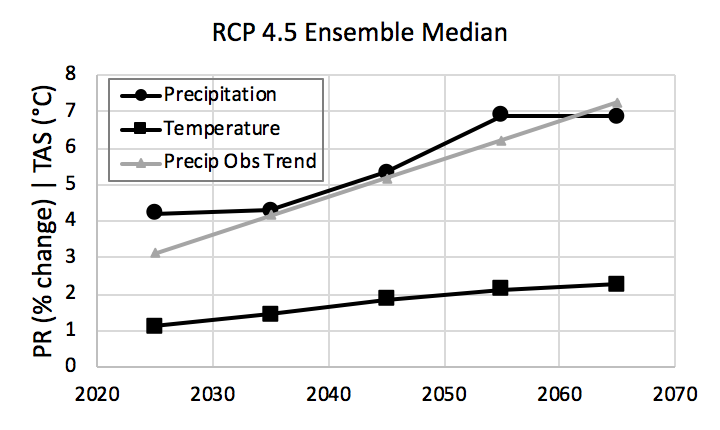 RCP 4.5 Ensemble Median
PR (% change) | TAS (°C)
8
7
6
5
4
3
2
1
0
Precipitation
Temperature
Precip Obs Trend
2020 2030 2040 2050 2060 2070